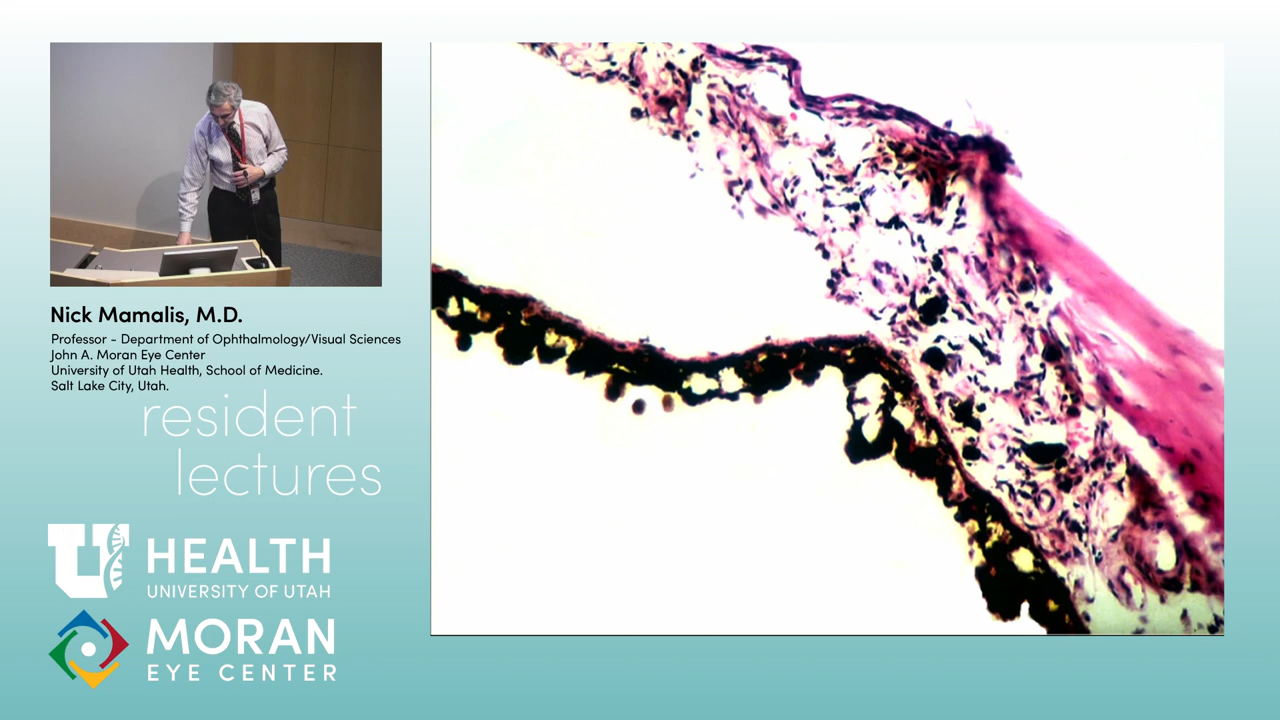 Nick Mamalis, M.D.
Professor - Department of Ophthalmology/Visual Sciences
John A. Moran Eye Center
University of Utah Health, School of Medicine.
Salt Lake City, Utah.
resident
lectures
U HEALTH
UNIVERSITY OF UTAH
MORAN
EYE CENTER